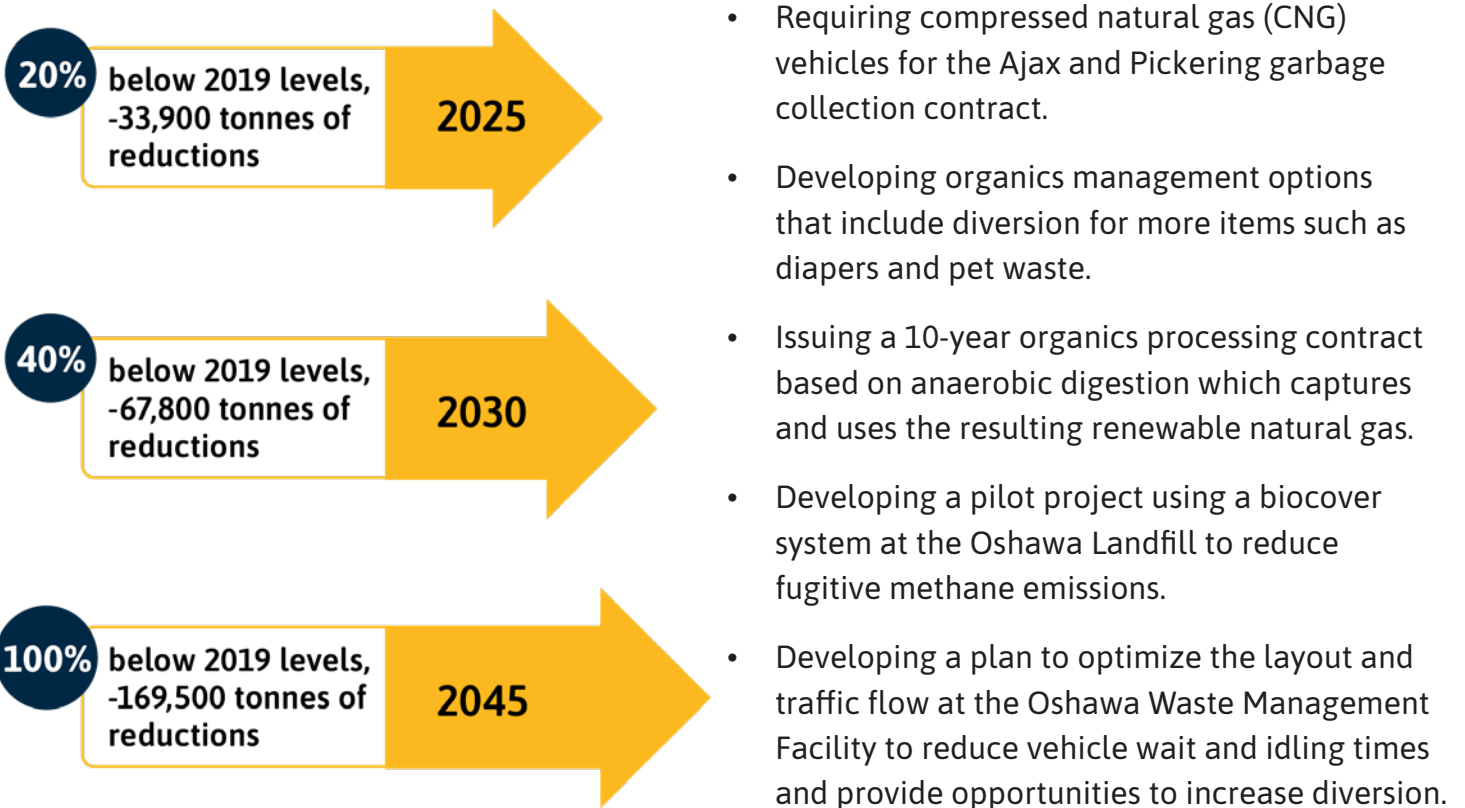 20%
below 2019 levels,
-33,900 tonnes of
reductions
2025
40%
below 2019 levels,
-67,800 tonnes of
reductions
2030
100%
below 2019 levels,
-169,500 tonnes of
reductions
2045
• Requiring compressed natural gas (CNG)
vehicles for the Ajax and Pickering garbage
collection contract.
• Developing organics management options
that include diversion for more items such as
diapers and pet waste.
• Issuing a 10-year organics processing contract
based on anaerobic digestion which captures
and uses the resulting renewable natural gas.
• Developing a pilot project using a biocover
system at the Oshawa Landfill to reduce
fugitive methane emissions.
• Developing a plan to optimize the layout and
traffic flow at the Oshawa Waste Management
Facility to reduce vehicle wait and idling times
and provide opportunities to increase diversion.